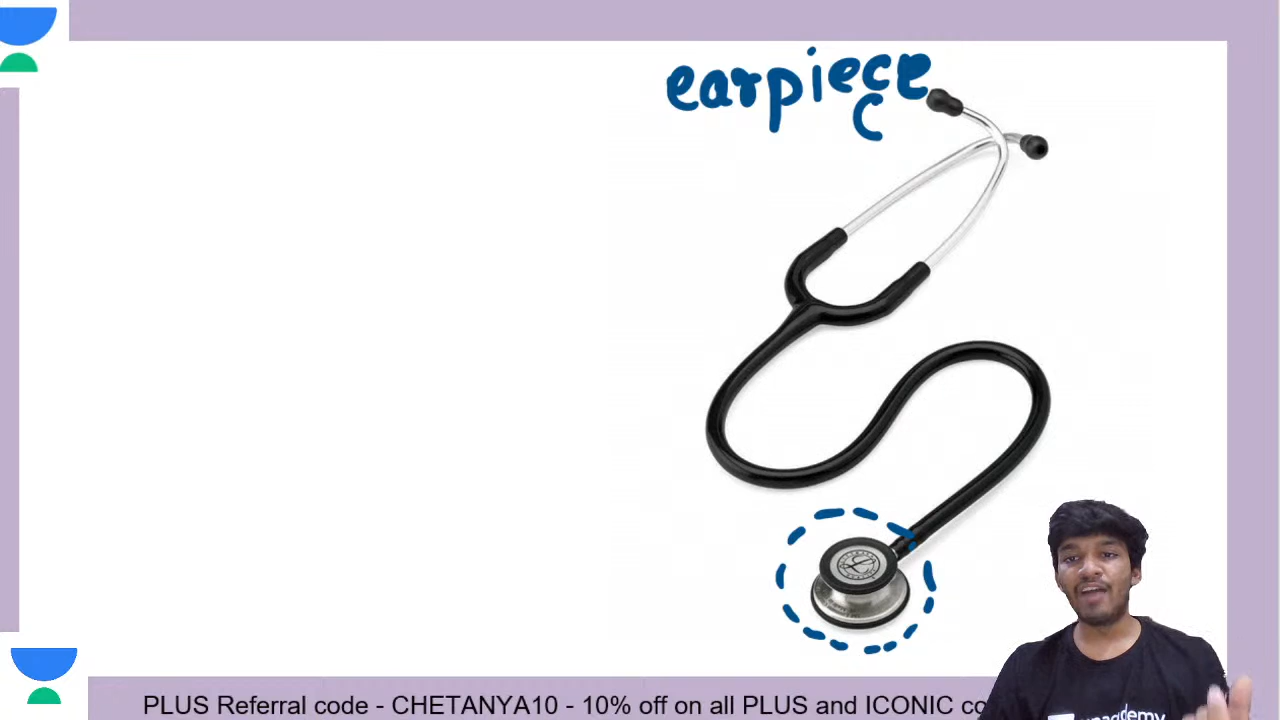 earpiece
c
PLUS Referral code - CHETANYA10 - 10% off on all PLUS and ICONIC co